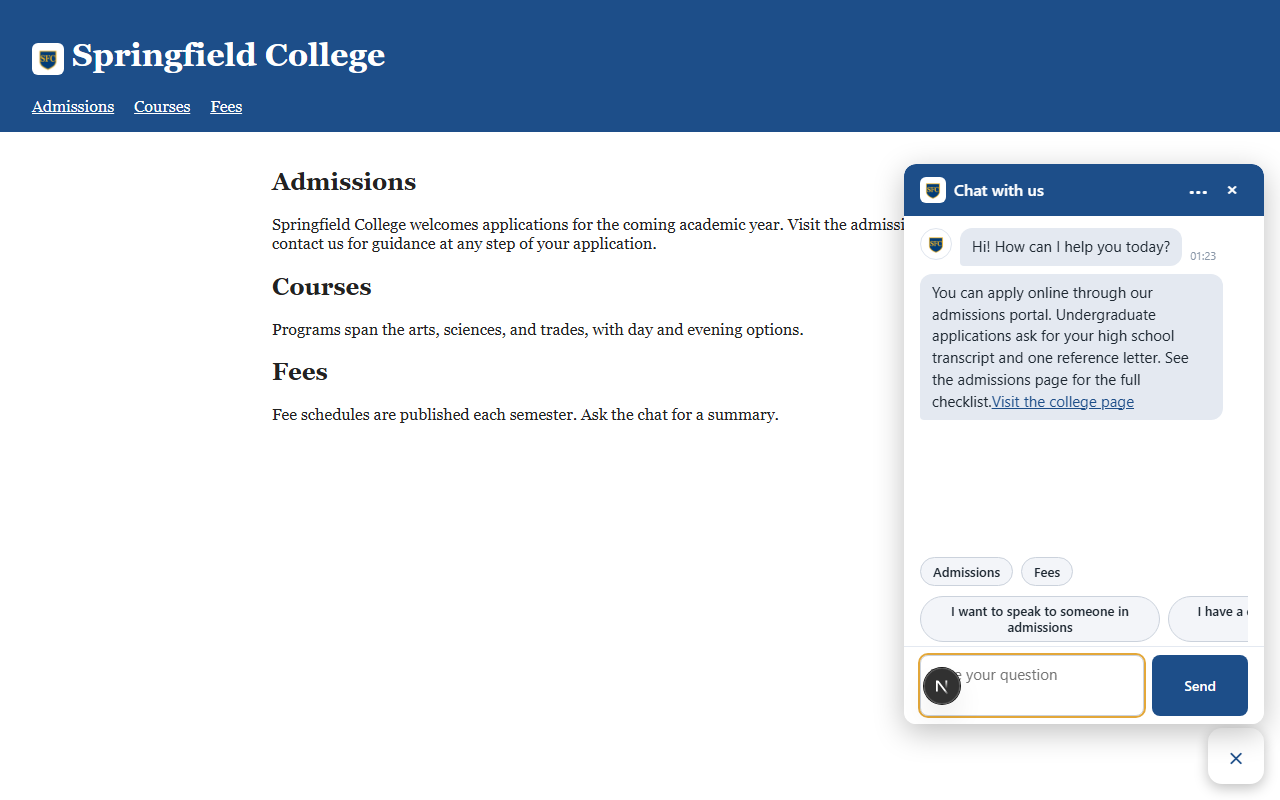 SFC Springfield College
Admissions Courses Fees
Admissions
Springfield College welcomes applications for the coming academic year. Visit the
contact us for guidance at any step of your application.
Courses
Programs span the arts, sciences, and trades, with day and evening options.
Fees
Fee schedules are published each semester. Ask the chat for a summary.
SFC Chat with us ... ×
SFC Hi! How can I help you today? 01:23
You can apply online through our
admissions portal. Undergraduate
applications ask for your high school
transcript and one reference letter. See
the admissions page for the full
checklist.Visit the college page
Admissions Fees
I want to speak to someone in
admissions
I have a
your question
N
Send
×